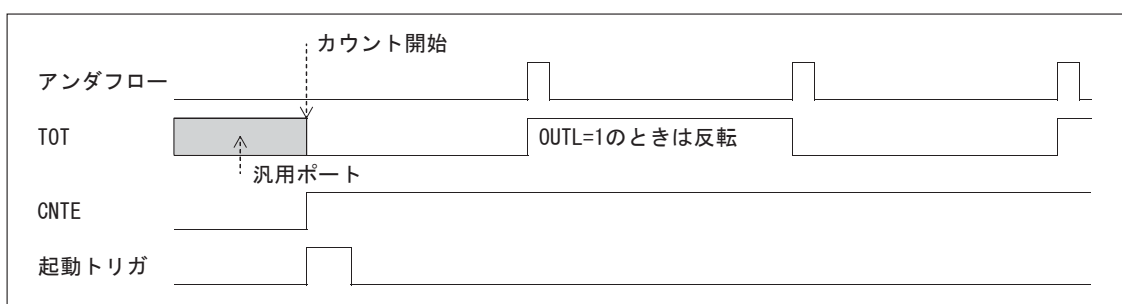 カウント開始
アンダフロー
TOT
OUTL=1のときは反転
汎用ポート
CNTE
起動トリガ